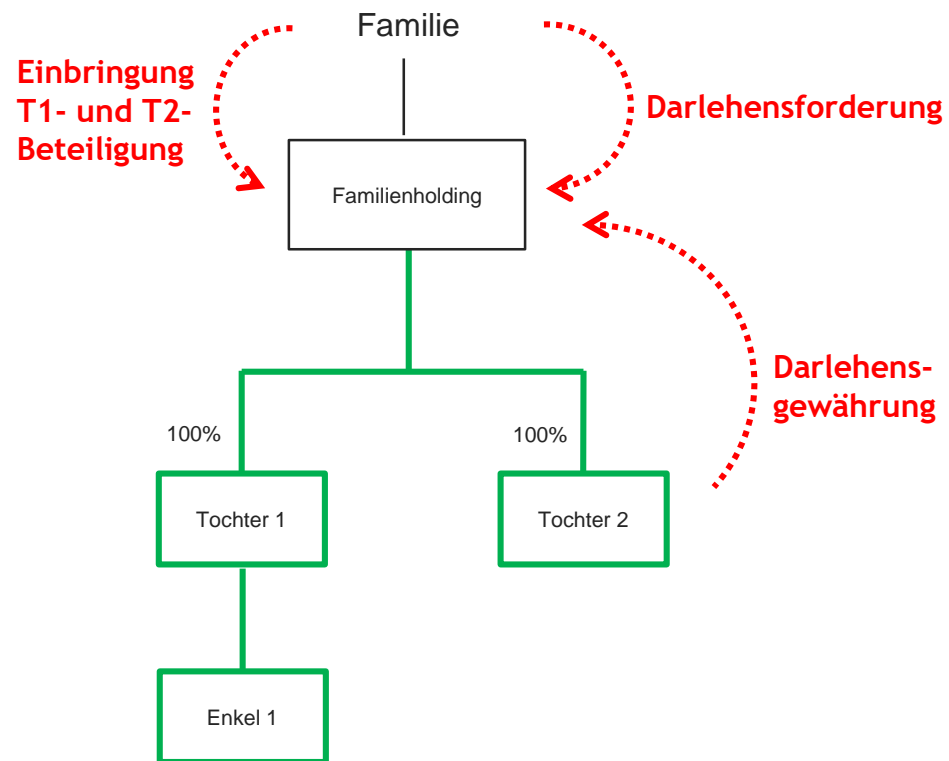 Familie
Einbringung
T1- und T2-
Beteiligung
Darlehensforderung
Familienholding
Darlehens-
gewährung
100%
100%
Tochter 1
Tochter 2
Enkel 1